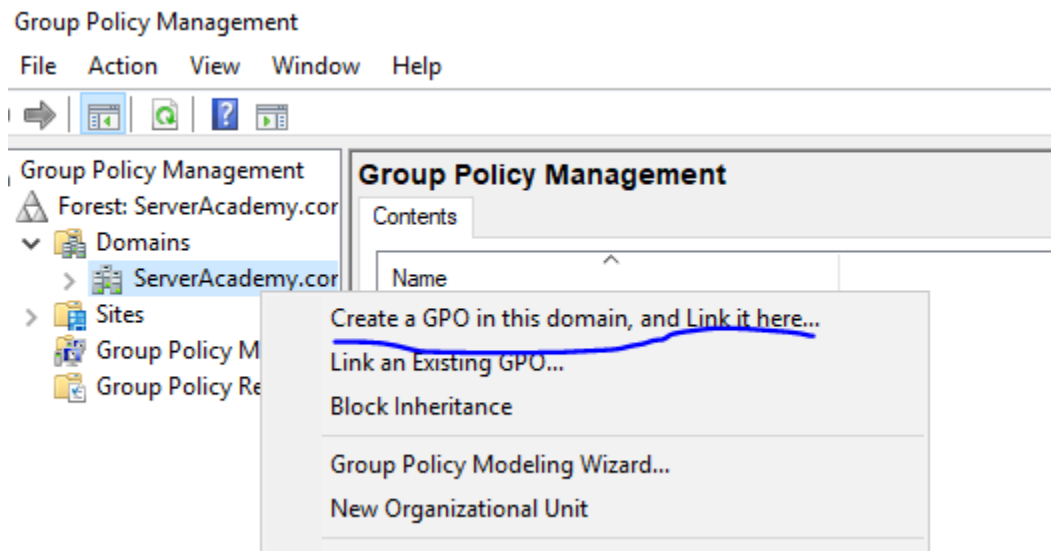 Group Policy Management
File Action View Window Help
Group Policy Management
Forest: ServerAcademy.cor
Domains
ServerAcademy.cor
Sites
Group Policy M
Group Policy Re
Group Policy Management
Contents
Name
Create a GPO in this domain, and Link it here...
Link an Existing GPO...
Block Inheritance
Group Policy Modeling Wizard...
New Organizational Unit